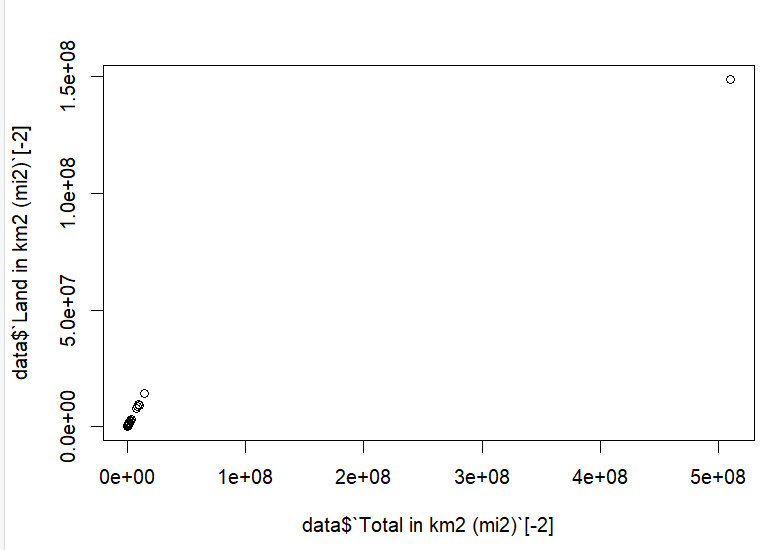 data$`Land in km2 (mi2)`[-2]
1.5e+08
1.0e+08
5.0e+07
0.0e+00
0e+00 1e+08 2e+08 3e+08 4e+08 5e+08
data$`Total in km2 (mi2)`[-2]